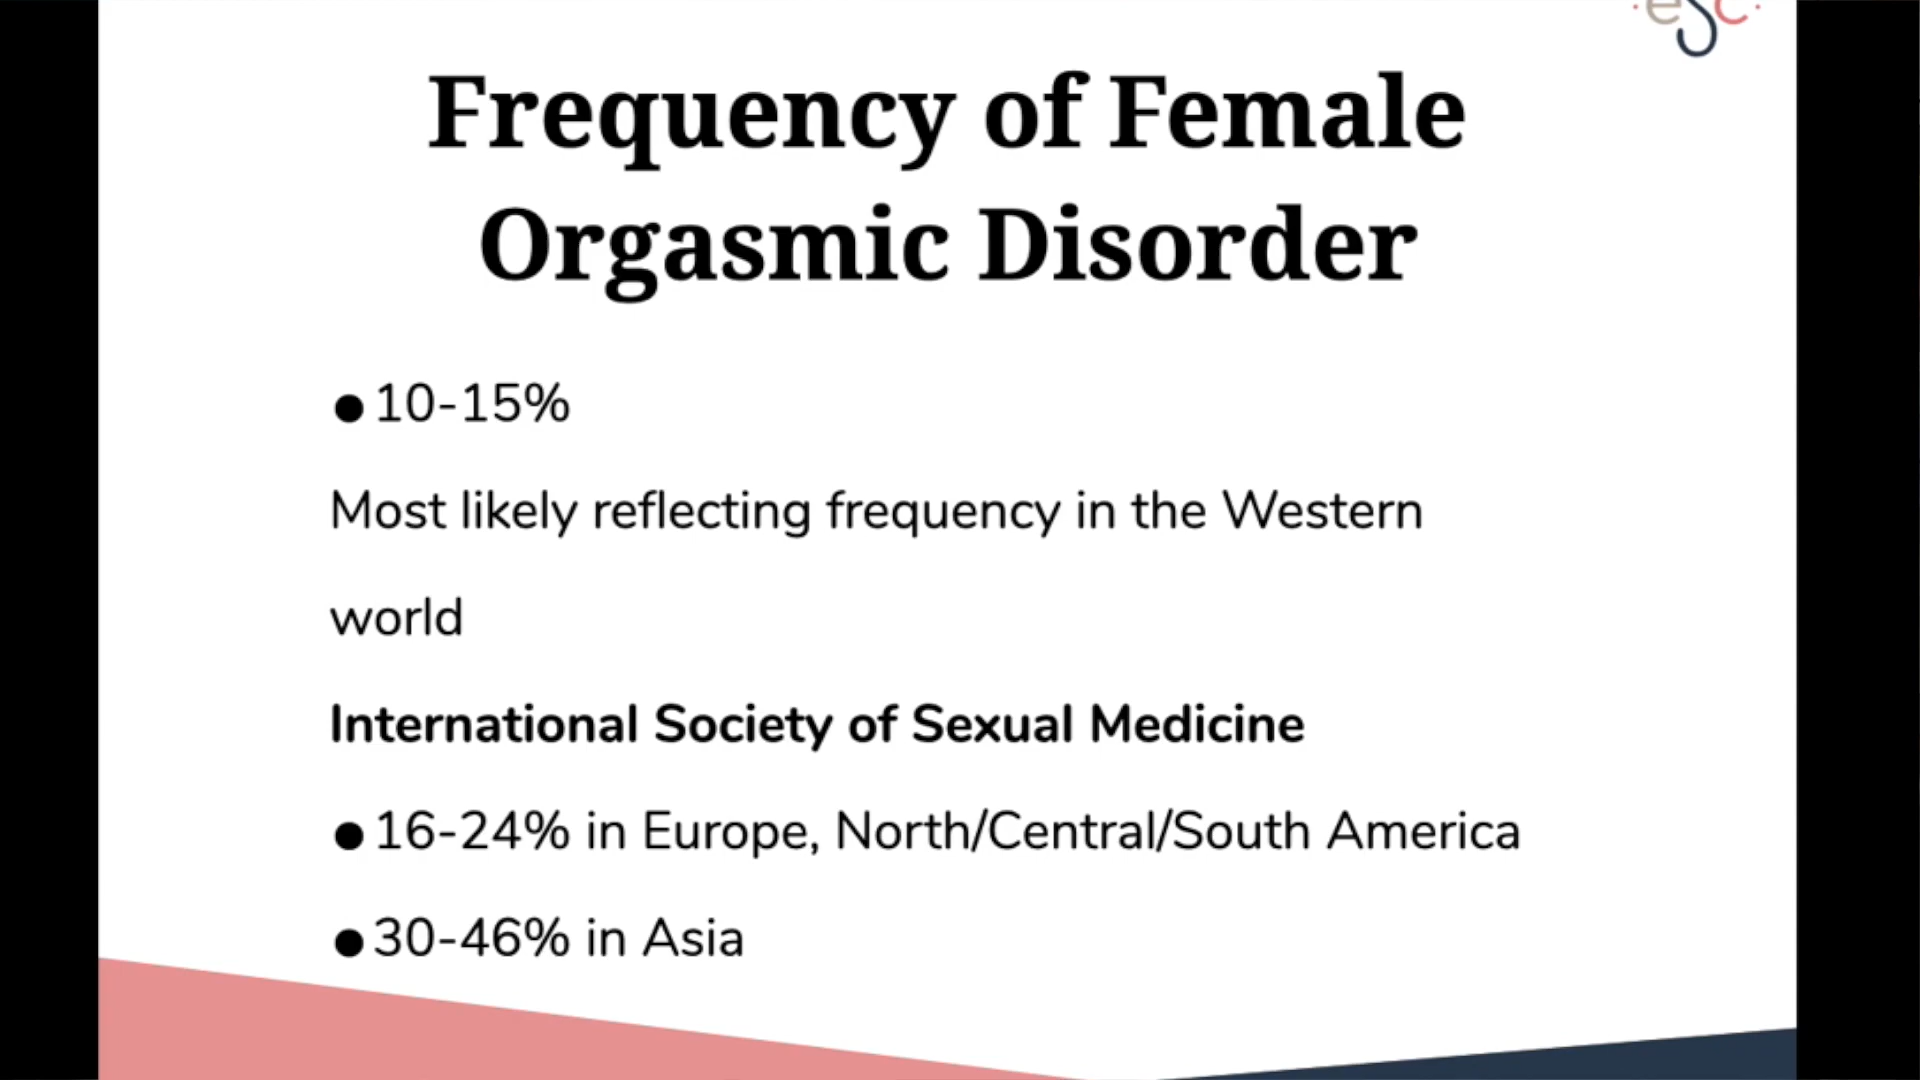 esc
Frequency of Female
Orgasmic Disorder
●10-15%
Most likely reflecting frequency in the Western
world
International Society of Sexual Medicine
●16-24% in Europe, North/Central/South America
●30-46% in Asia